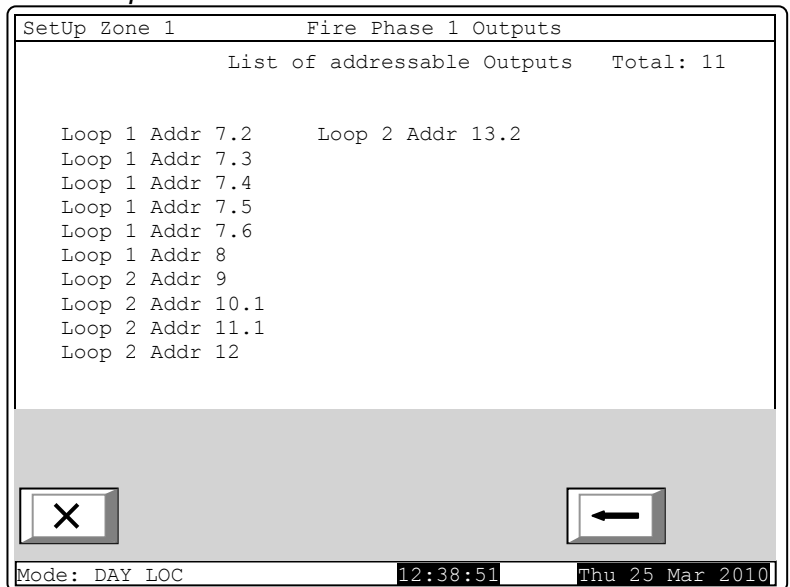 SetUp Zone 1 Fire Phase 1 Outputs
List of addressable Outputs Total: 11
Loop 1 Addr 7.2 Loop 2 Addr 13.2
Loop 1 Addr 7.3
Loop 1 Addr 7.4
Loop 1 Addr 7.5
Loop 1 Addr 7.6
Loop 1 Addr 8
Loop 2 Addr 9
Loop 2 Addr 10.1
Loop 2 Addr 11.1
Loop 2 Addr 12
Mode: DAY LOC 12:38:51 Thu 25 Mar 2010